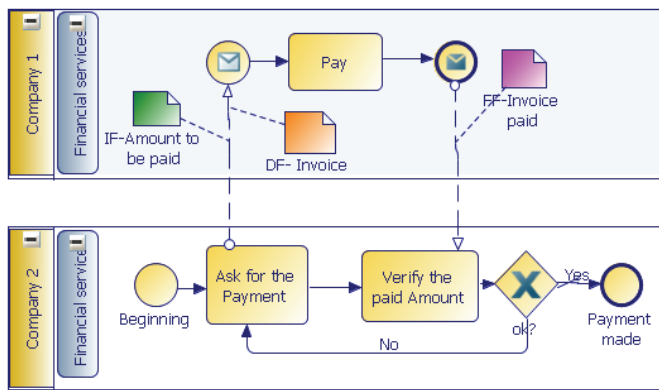 Company 1
Financial services
Pay
IF-Amount to
be paid
DF- Invoice
FF-Invoice
paid
Company 2
Financial service
Beginning
Ask for the
Payment
Verify the
paid Amount
ok?
Yes
No
Payment
made